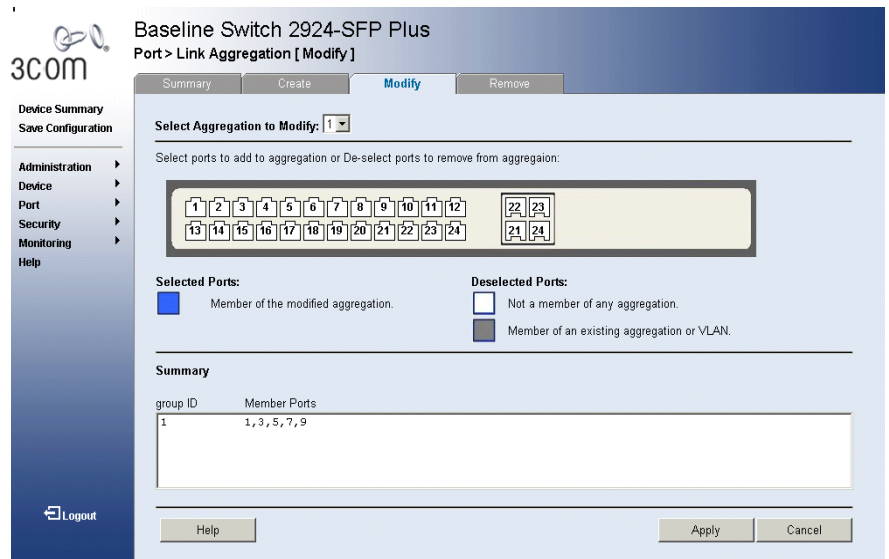 3COM
Baseline Switch 2924-SFP Plus
Port > Link Aggregation [ Modify ]
Summary Create Modify Remove
Device Summary
Save Configuration
Administration
Device
Port
Security
Monitoring
Help
Logout
Select Aggregation to Modify: 1
Select ports to add to aggregation or De-select ports to remove from aggregaion:
1 2 3 4 5 6 7 8 9 10 11 12 22 23
13 14 15 16 17 18 19 20 21 22 23 24 21 24
Selected Ports: Deselected Ports:
Member of the modified aggregation. Not a member of any aggregation.
Member of an existing aggregation or VLAN.
Summary
group ID Member Ports
1 1,3,5,7,9
Help Apply Cancel